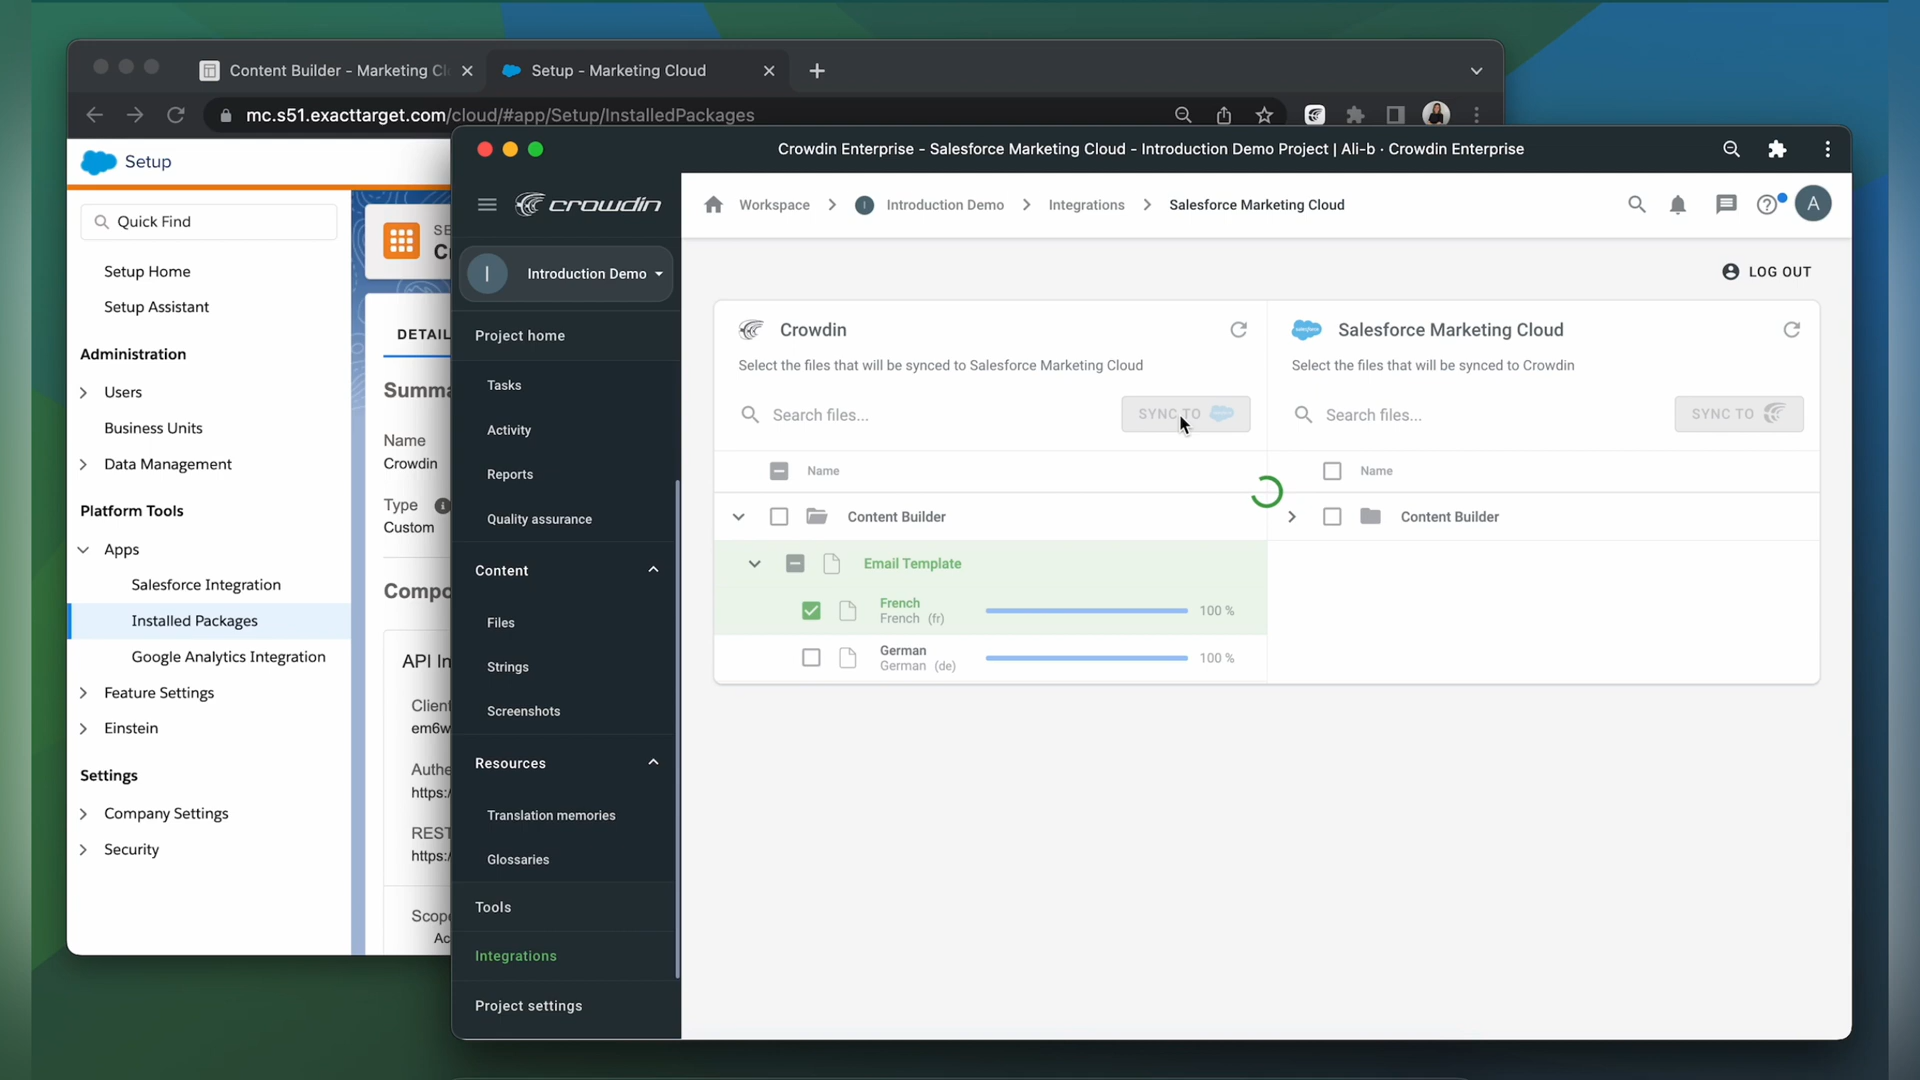 Content Builder - Marketing Cl
Setup - Marketing Cloud
mc.s51.exacttarget.com/cloud/#app/Setup/InstalledPackages
Setup
Quick Find
Setup Home
Setup Assistant
Administration
Users
Business Units
Data Management
Platform Tools
Apps
Salesforce Integration
Installed Packages
Google Analytics Integration
Feature Settings
Einstein
Settings
Company Settings
Security
SE
C
DETAIL
Summa
Name
Crowdin
Type
Custom
Compo
API In
Client
em6w
Authe
https:/
REST
https:/
Scope
Ac
Crowdin Enterprise - Salesforce Marketing Cloud - Introduction Demo Project | Ali-b · Crowdin Enterprise
crowdin
I Introduction Demo
Project home
Tasks
Activity
Reports
Quality assurance
Content
Files
Strings
Screenshots
Resources
Translation memories
Glossaries
Tools
Integrations
Project settings
Workspace > I Introduction Demo > Integrations > Salesforce Marketing Cloud
A
LOG OUT
Crowdin
Select the files that will be synced to Salesforce Marketing Cloud
Search files...
SYNC TO
Name
Content Builder
Email Template
French
French (fr)
100 %
German
German (de)
100 %
Salesforce Marketing Cloud
Select the files that will be synced to Crowdin
Search files...
SYNC TO
Name
Content Builder